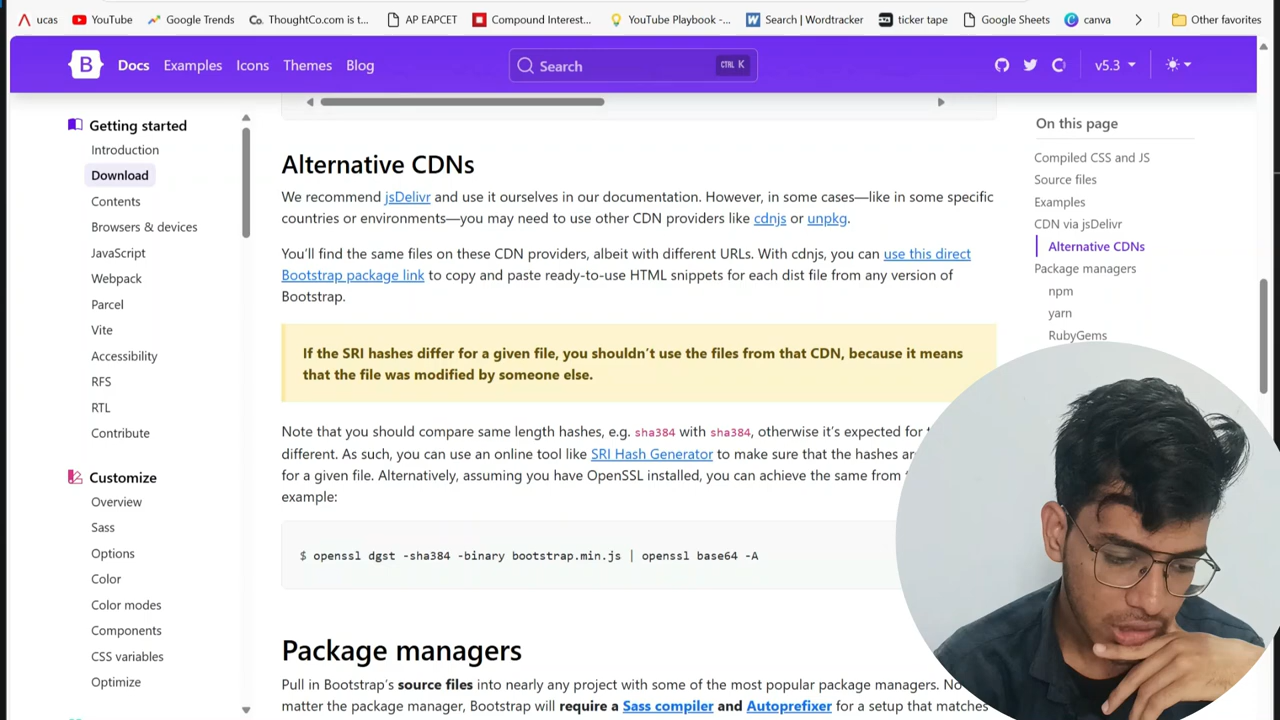 ucas
YouTube
Google Trends
Co. ThoughtCo.com is t...
AP EAPCET
Compound Interest...
YouTube Playbook -...
W Search | Wordtracker
ticker tape
Google Sheets
canva
Other favorites
B
Docs
Examples
Icons
Themes
Blog
Search
CTRL K
v5.3
Getting started
Introduction
Download
Contents
Browsers & devices
JavaScript
Webpack
Parcel
Vite
Accessibility
RFS
RTL
Contribute
Customize
Overview
Sass
Options
Color
Color modes
Components
CSS variables
Optimize
Alternative CDNs
We recommend jsDelivr and use it ourselves in our documentation. However, in some cases—like in some specific
countries or environments—you may need to use other CDN providers like cdnjs or unpkg.
You'll find the same files on these CDN providers, albeit with different URLs. With cdnjs, you can use this direct
Bootstrap package link to copy and paste ready-to-use HTML snippets for each dist file from any version of
Bootstrap.
If the SRI hashes differ for a given file, you shouldn't use the files from that CDN, because it means
that the file was modified by someone else.
Note that you should compare same length hashes, e.g. sha384 with sha384, otherwise it's expected for
different. As such, you can use an online tool like SRI Hash Generator to make sure that the hashes
for a given file. Alternatively, assuming you have OpenSSL installed, you can achieve the same from
example:
$ openssl dgst -sha384 -binary bootstrap.min.js | openssl base64 -A
Package managers
Pull in Bootstrap's source files into nearly any project with some of the most popular package managers. No
matter the package manager, Bootstrap will require a Sass compiler and Autoprefixer for a setup that matches
On this page
Compiled CSS and JS
Source files
Examples
CDN via jsDelivr
Alternative CDNs
Package managers
npm
yarn
RubyGems